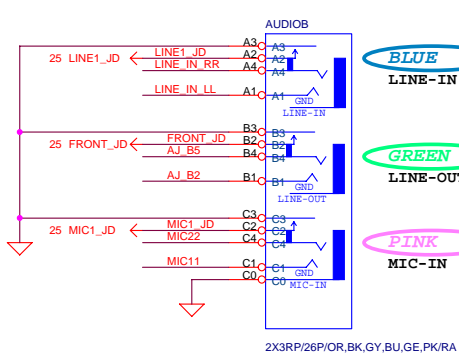 AUDIOB
A3 A3
25 LINE1_JD LINE1_JD A2 A2
LINE_IN_RR A4 A4
BLUE
LINE-IN
LINE_IN_LL A1 A1
GND
LINE-IN
B3 B3
25 FRONT_JD FRONT_JD B2 B2
AJ_B5 B4 B4
GREEN
LINE-OUT
AJ_B2 B1 B1
GND
LINE-OUT
C3 C3
25 MIC1_JD MIC1_JD C2 C2
MIC22 C4 C4
PINK
MIC-IN
MIC11 C1 C1
GND
C0 C0
MIC-IN
2X3RP/26P/OR,BK,GY,BU,GE,PK/RA